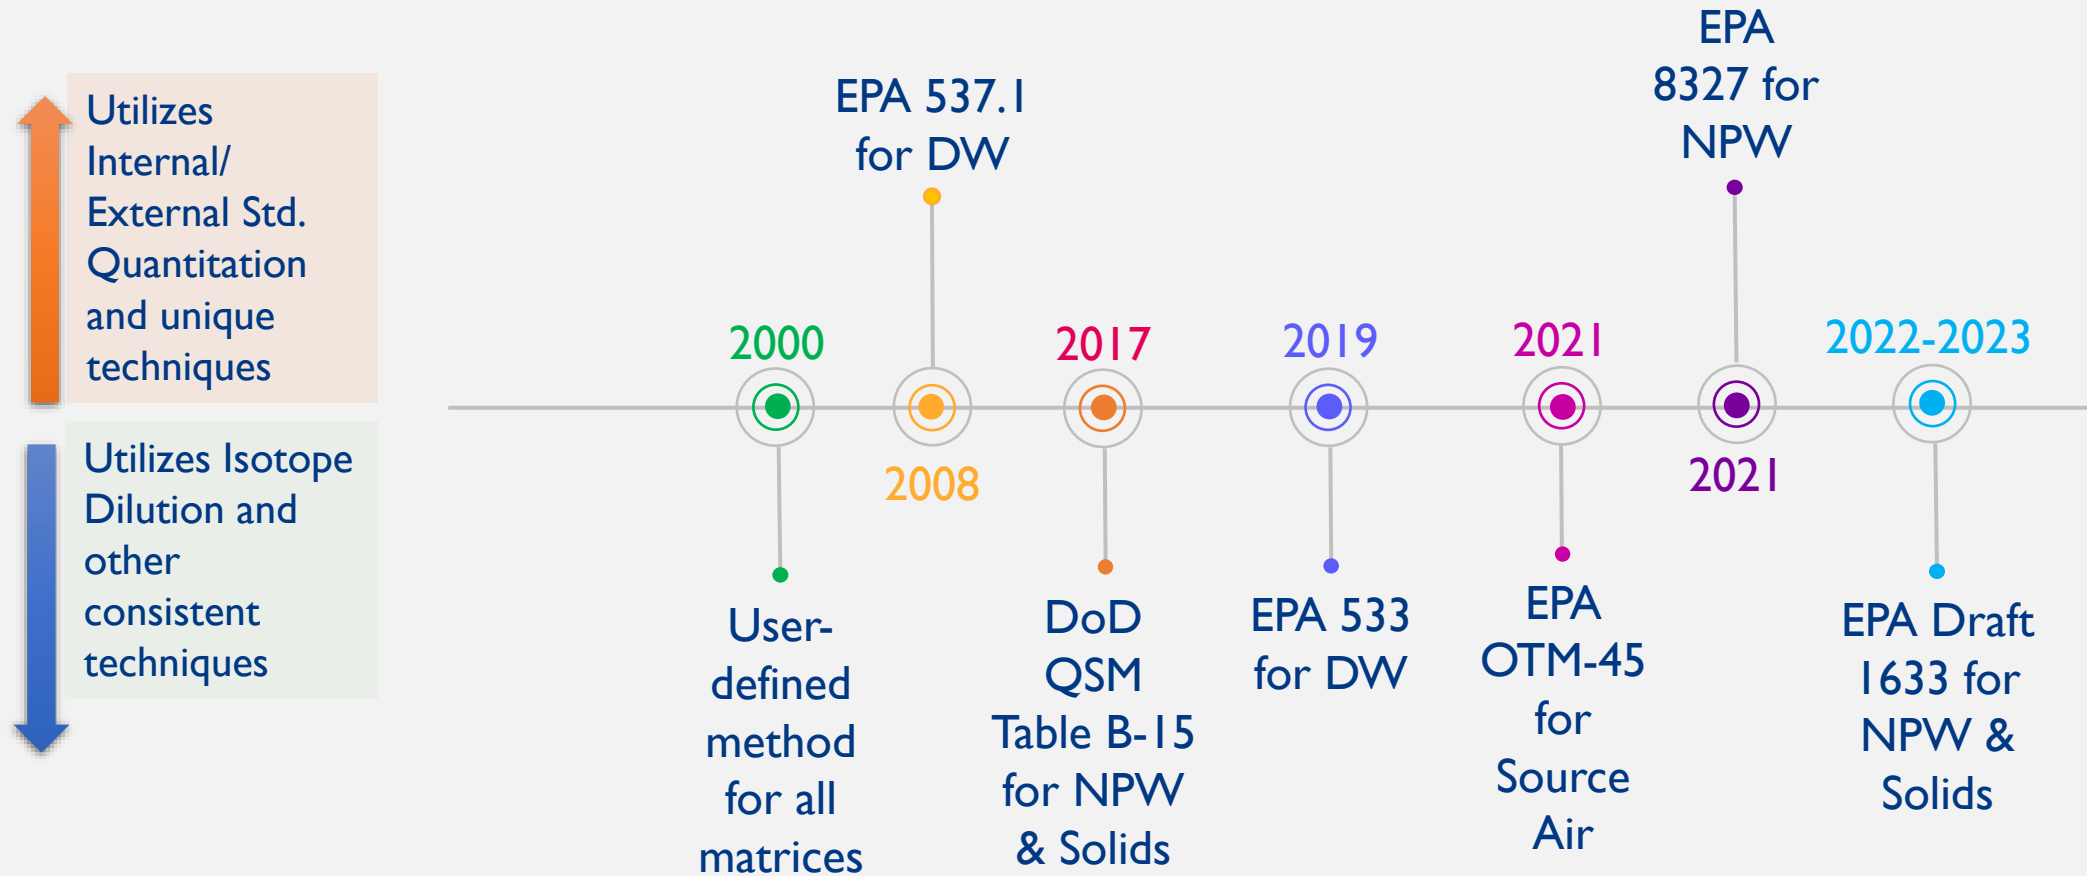 Utilizes
Internal/
External Std.
Quantitation
and unique
techniques
Utilizes Isotope
Dilution and
other
consistent
techniques
2000
User-
defined
method
for all
matrices
EPA 537.1
for DW
2008
2017
DoD
QSM
Table B-15
for NPW
& Solids
2019
EPA 533
for DW
2021
EPA
OTM-45
for
Source
Air
EPA
8327 for
NPW
2021
2022-2023
EPA Draft
1633 for
NPW &
Solids